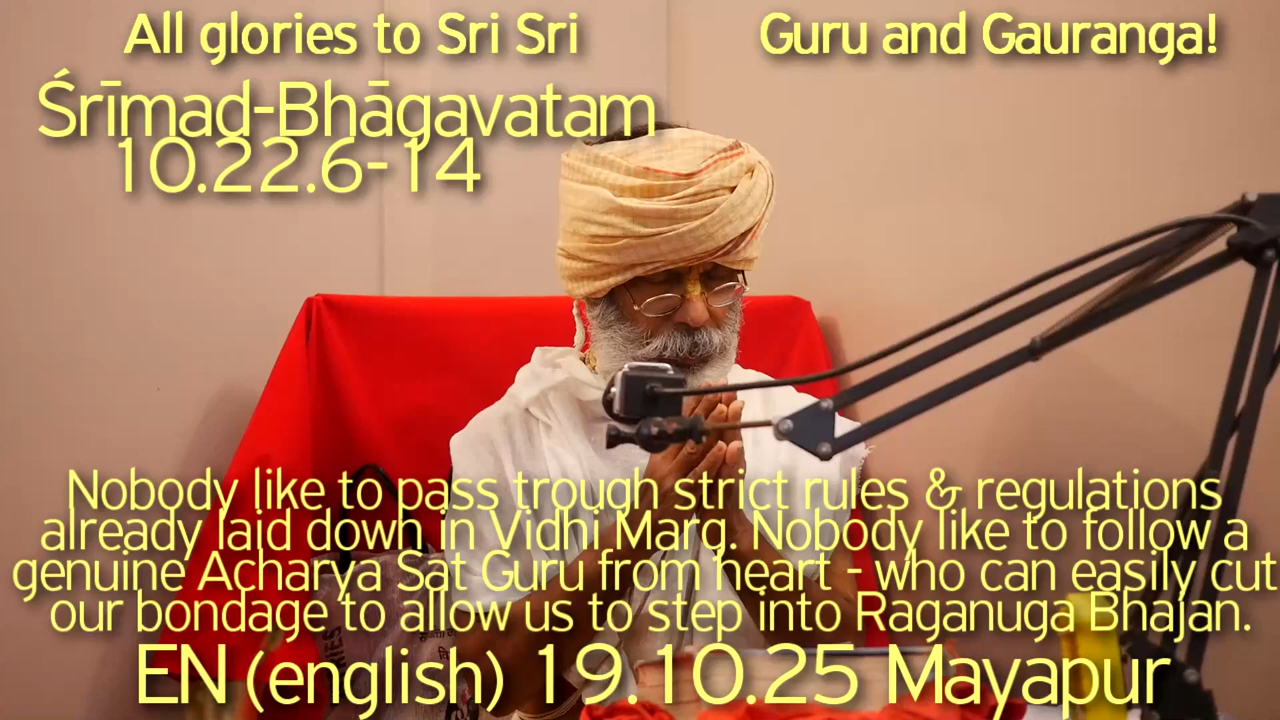 All glories to Sri Sri Guru and Gauranga!
Śrīmad-Bhāgavatam
10.22.6-14
Nobody like to pass trough strict rules & regulations
already laid down in Vidhi Marg. Nobody like to follow a
genuine Acharya Sat Guru from heart - who can easily cut
our bondage to allow us to step into Raganuga Bhajan.
EN (english) 19.10.25 Mayapur